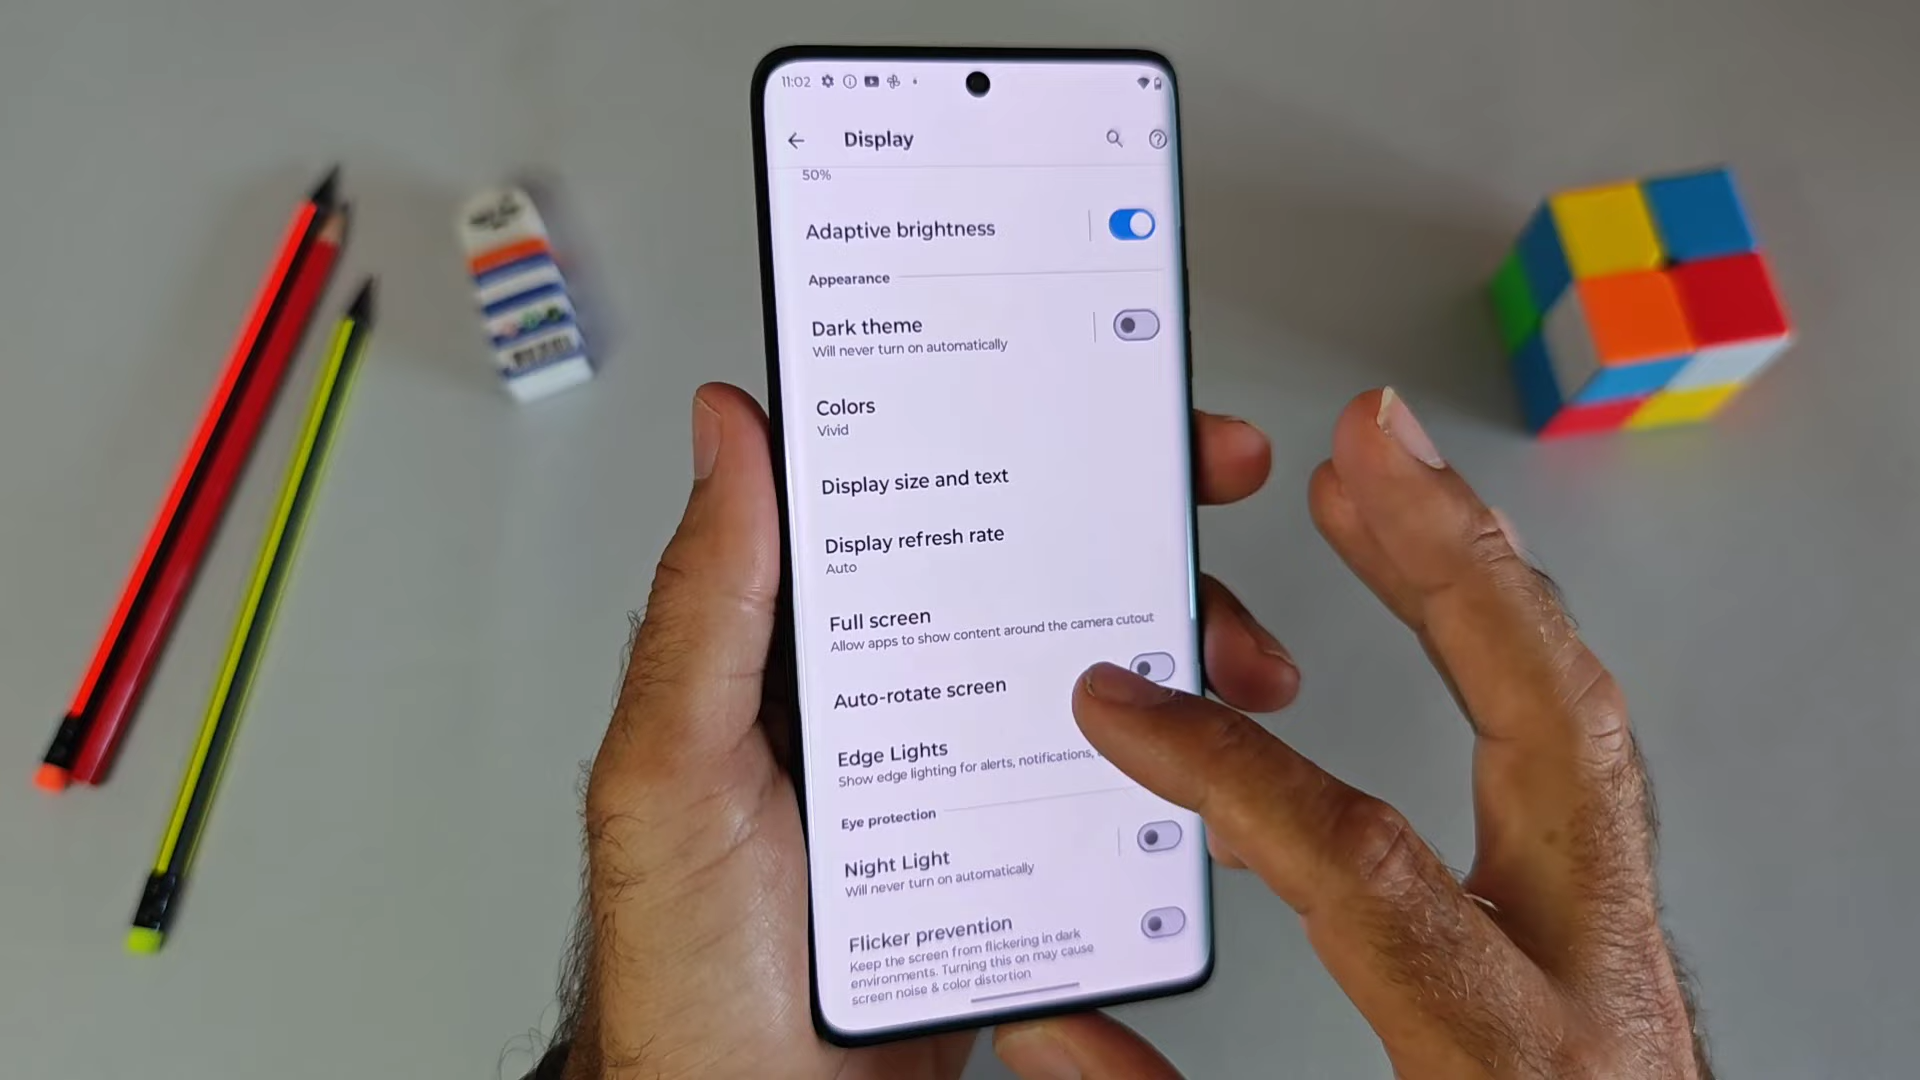 11:02
Display
50%
Adaptive brightness
Appearance
Dark theme
Will never turn on automatically
Colors
Vivid
Display size and text
Display refresh rate
Auto
Full screen
Allow apps to show content around the camera cutout
Auto-rotate screen
Edge Lights
Show edge lighting for alerts, notifications,
Eye protection
Night Light
Will never turn on automatically
Flicker prevention
Keep the screen from flickering in dark
environments. Turning this on may cause
screen noise & color distortion